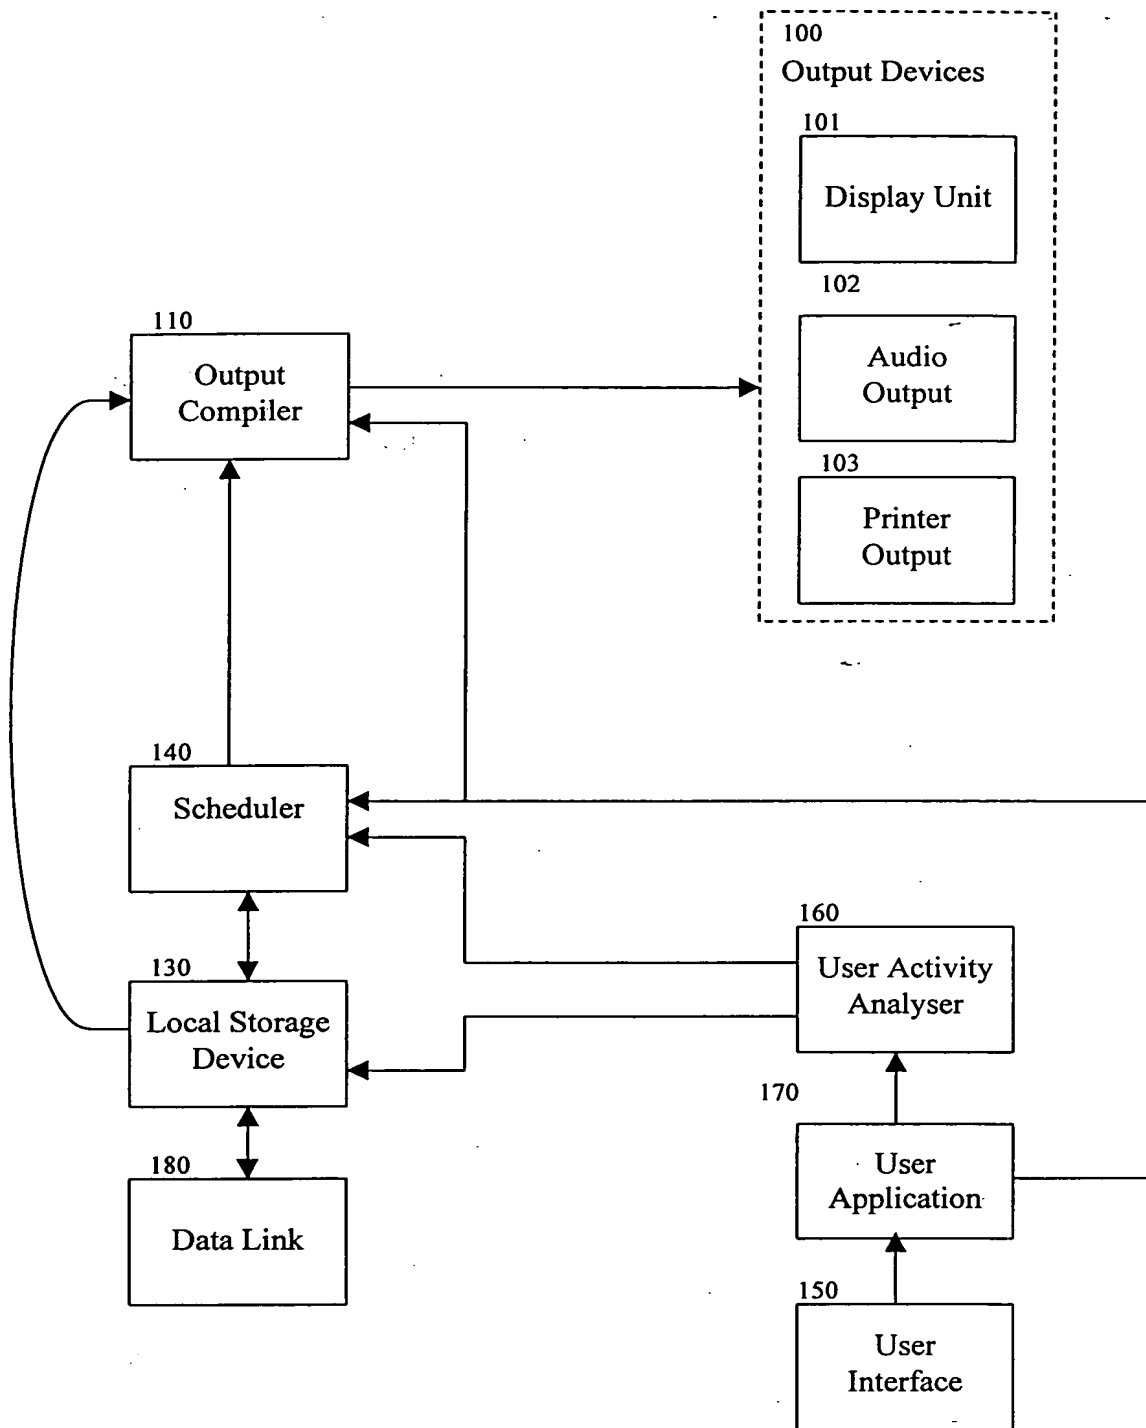 100
Output Devices
101
Display Unit
102
Audio
Output
103
Printer
Output
110
Output
Compiler
140
Scheduler
130
Local Storage
Device
180
Data Link
160
User Activity
Analyser
170
User
Application
150
User
Interface